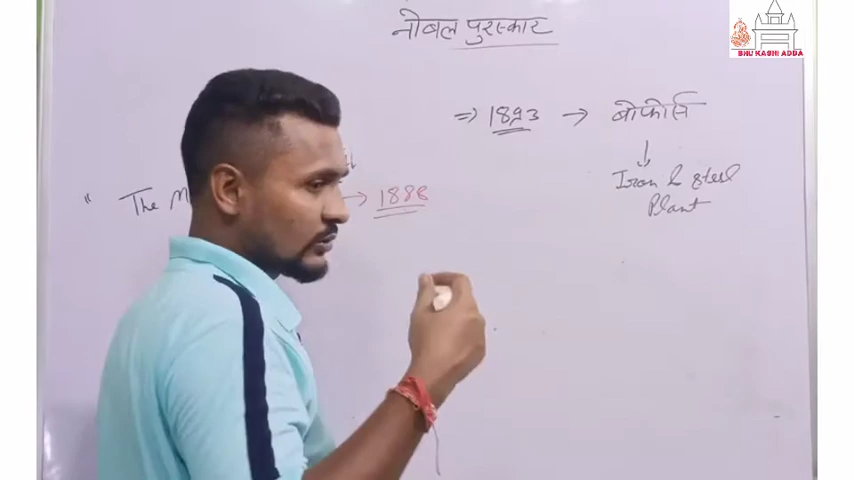 नोबल पुरस्कार
⇒ 1893 → बोफोर्स
↓
Iron & steel
Plant
" The M
→ 1888
BHU KASHI ADDA